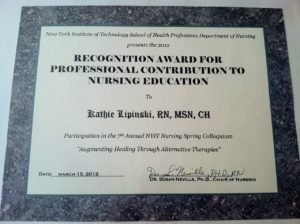 New York Institute of Technology School of Health Professions Department of Nursing
presents the 2012
RECOGNITION AWARD FOR
PROFESSIONAL CONTRIBUTION TO
NURSING EDUCATION
To
Kathie Lipinski, RN, MSN, CH
Participation in the 7th Annual NYIT Nursing Spring Colloquium
"Augmenting Healing Through Alternative Therapies"
DATE: MARCH 15, 2012
DR. SUSAN NEVILLE, PH.D., CHAIR OF NURSING